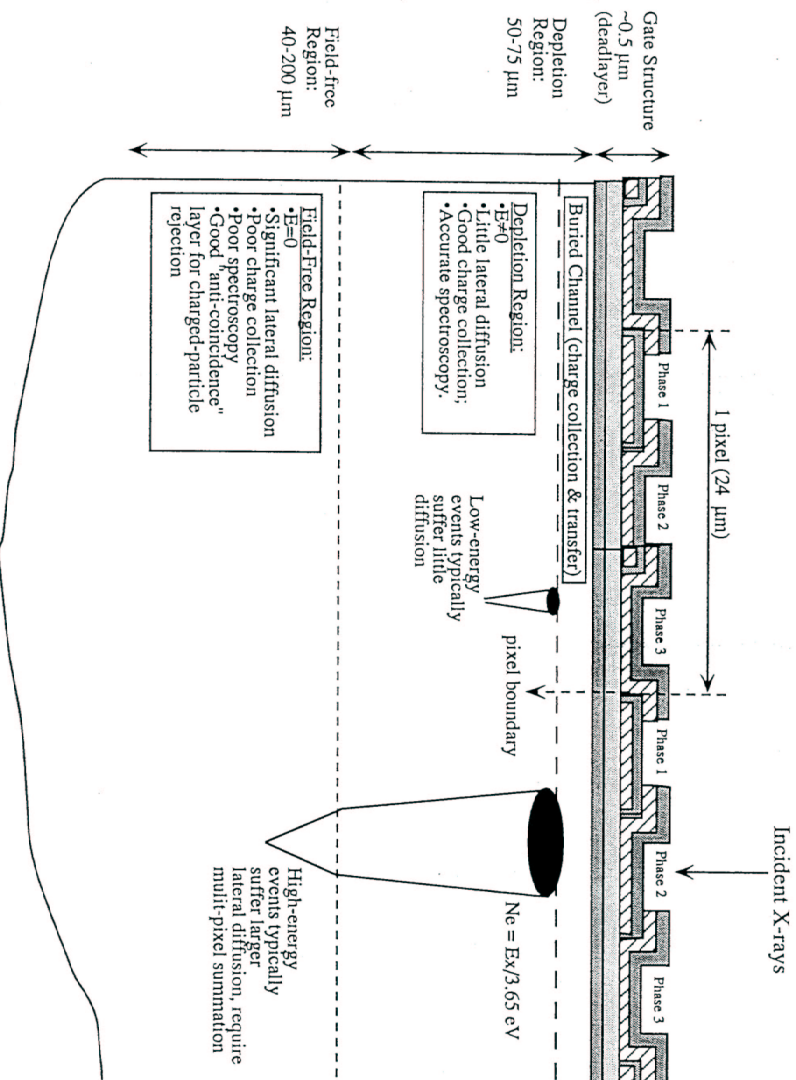 Incident X-rays
1 pixel (24 µm)
Gate Structure
~0.5 µm
(deadlayer)
Phase 1
Phase 2
Phase 3
Phase 1
Phase 2
Phase 3
Buried Channel (charge collection & transfer)
Depletion
Region:
50-75 µm
Depletion Region:
•E≠0
•Little lateral diffusion
•Good charge collection;
•Accurate spectroscopy.
Low-energy
events typically
suffer little
diffusion
pixel boundary
Ne = Ex/3.65 eV
Field-free
Region:
40-200 µm
Field-Free Region:
•E=0
•Significant lateral diffusion
•Poor charge collection
•Poor spectroscopy
•Good "anti-coincidence"
layer for charged-particle
rejection
High-energy
events typically
suffer larger
lateral diffusion, require
mulit-pixel summation